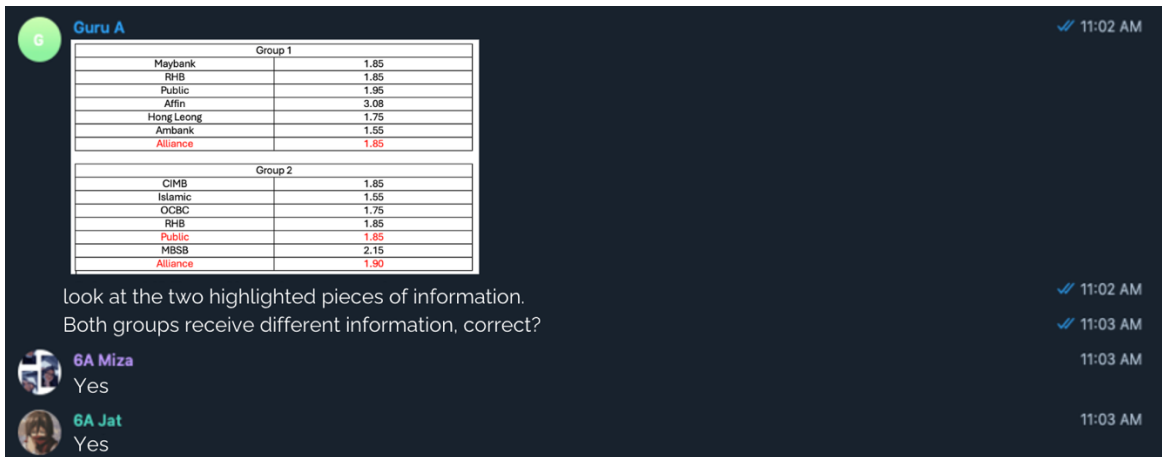 G
Guru A 11:02 AM
Group 1
Maybank 1.85
RHB 1.85
Public 1.95
Affin 3.08
Hong Leong 1.75
Ambank 1.55
Alliance 1.85
Group 2
CIMB 1.85
Islamic 1.55
OCBC 1.75
RHB 1.85
Public 1.85
MBSB 2.15
Alliance 1.90
look at the two highlighted pieces of information. 11:02 AM
Both groups receive different information, correct? 11:03 AM
6A Miza 11:03 AM
Yes
6A Jat 11:03 AM
Yes